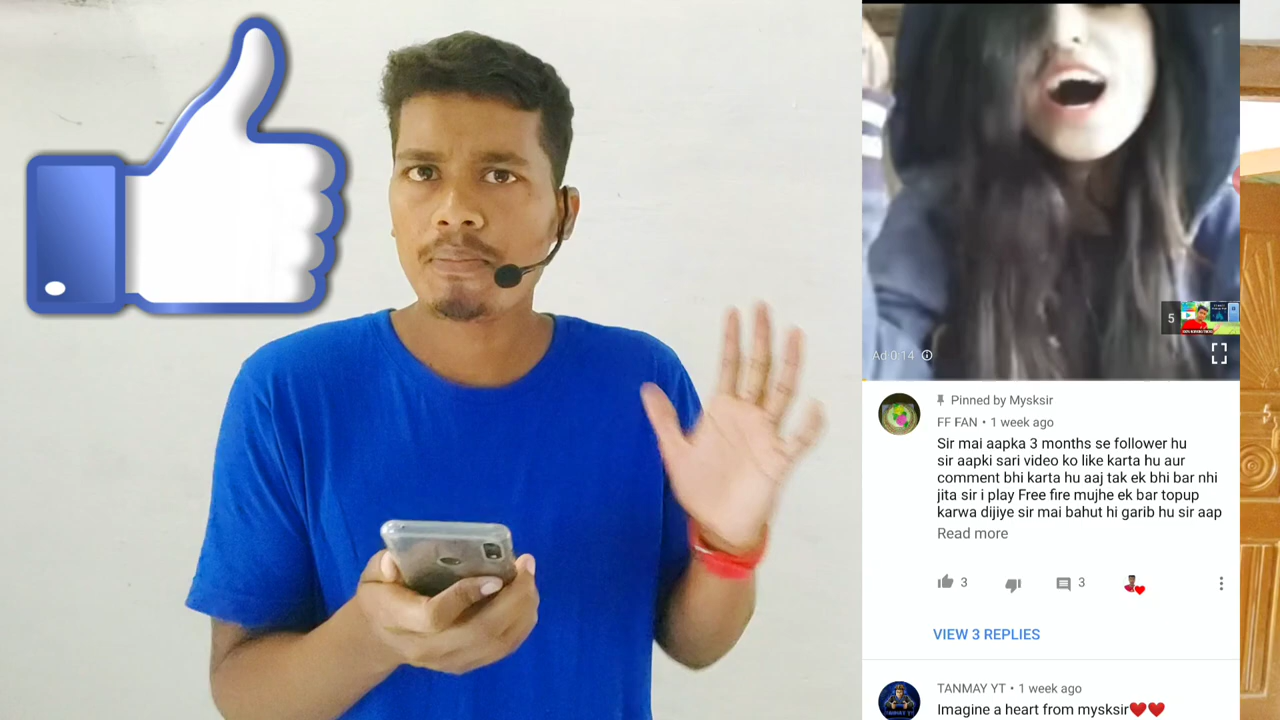 5
Ad 0:14
Pinned by Mysksir
FF FAN • 1 week ago
Sir mai aapka 3 months se follower hu
sir aapki sari video ko like karta hu aur
comment bhi karta hu aaj tak ek bhi bar nhi
jita sir i play Free fire mujhe ek bar topup
karwa dijiye sir mai bahut hi garib hu sir aap
Read more
3
3
VIEW 3 REPLIES
TANMAY YT • 1 week ago
Imagine a heart from mysksir❤️❤️